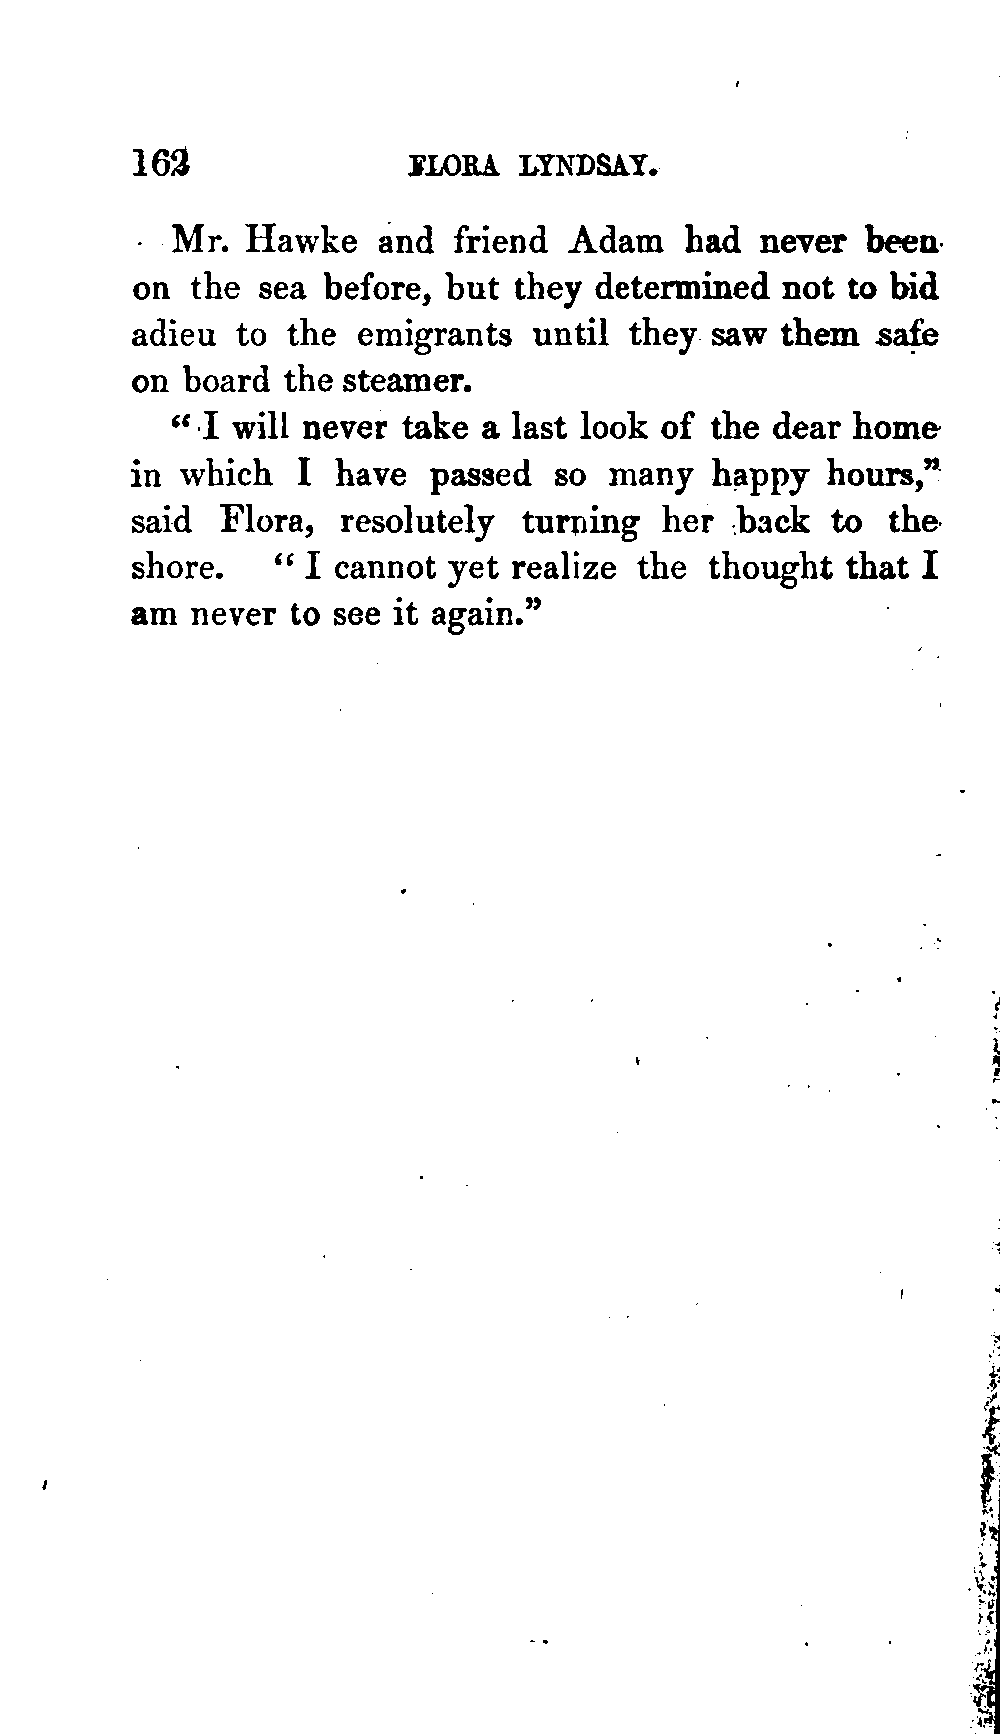 162 FLORA LYNDSAY.
Mr. Hawke and friend Adam had never been
on the sea before, but they determined not to bid
adieu to the emigrants until they saw them safe
on board the steamer.
“I will never take a last look of the dear home
in which I have passed so many happy hours,”
said Flora, resolutely turning her back to the
shore. “I cannot yet realize the thought that I
am never to see it again.”